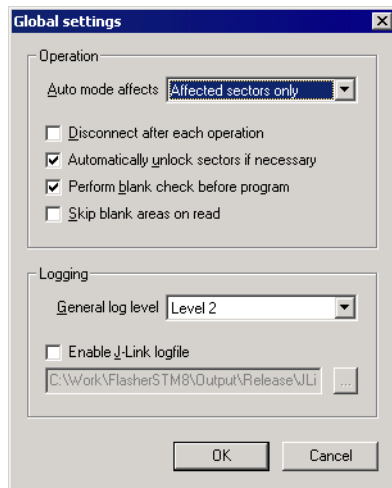 Global settings
Operation
Auto mode affects Affected sectors only
Disconnect after each operation
Automatically unlock sectors if necessary
Perform blank check before program
Skip blank areas on read
Logging
General log level Level 2
Enable J-Link logfile
C:\Work\FlasherSTM8\Output\Release\JLi ...
OK Cancel